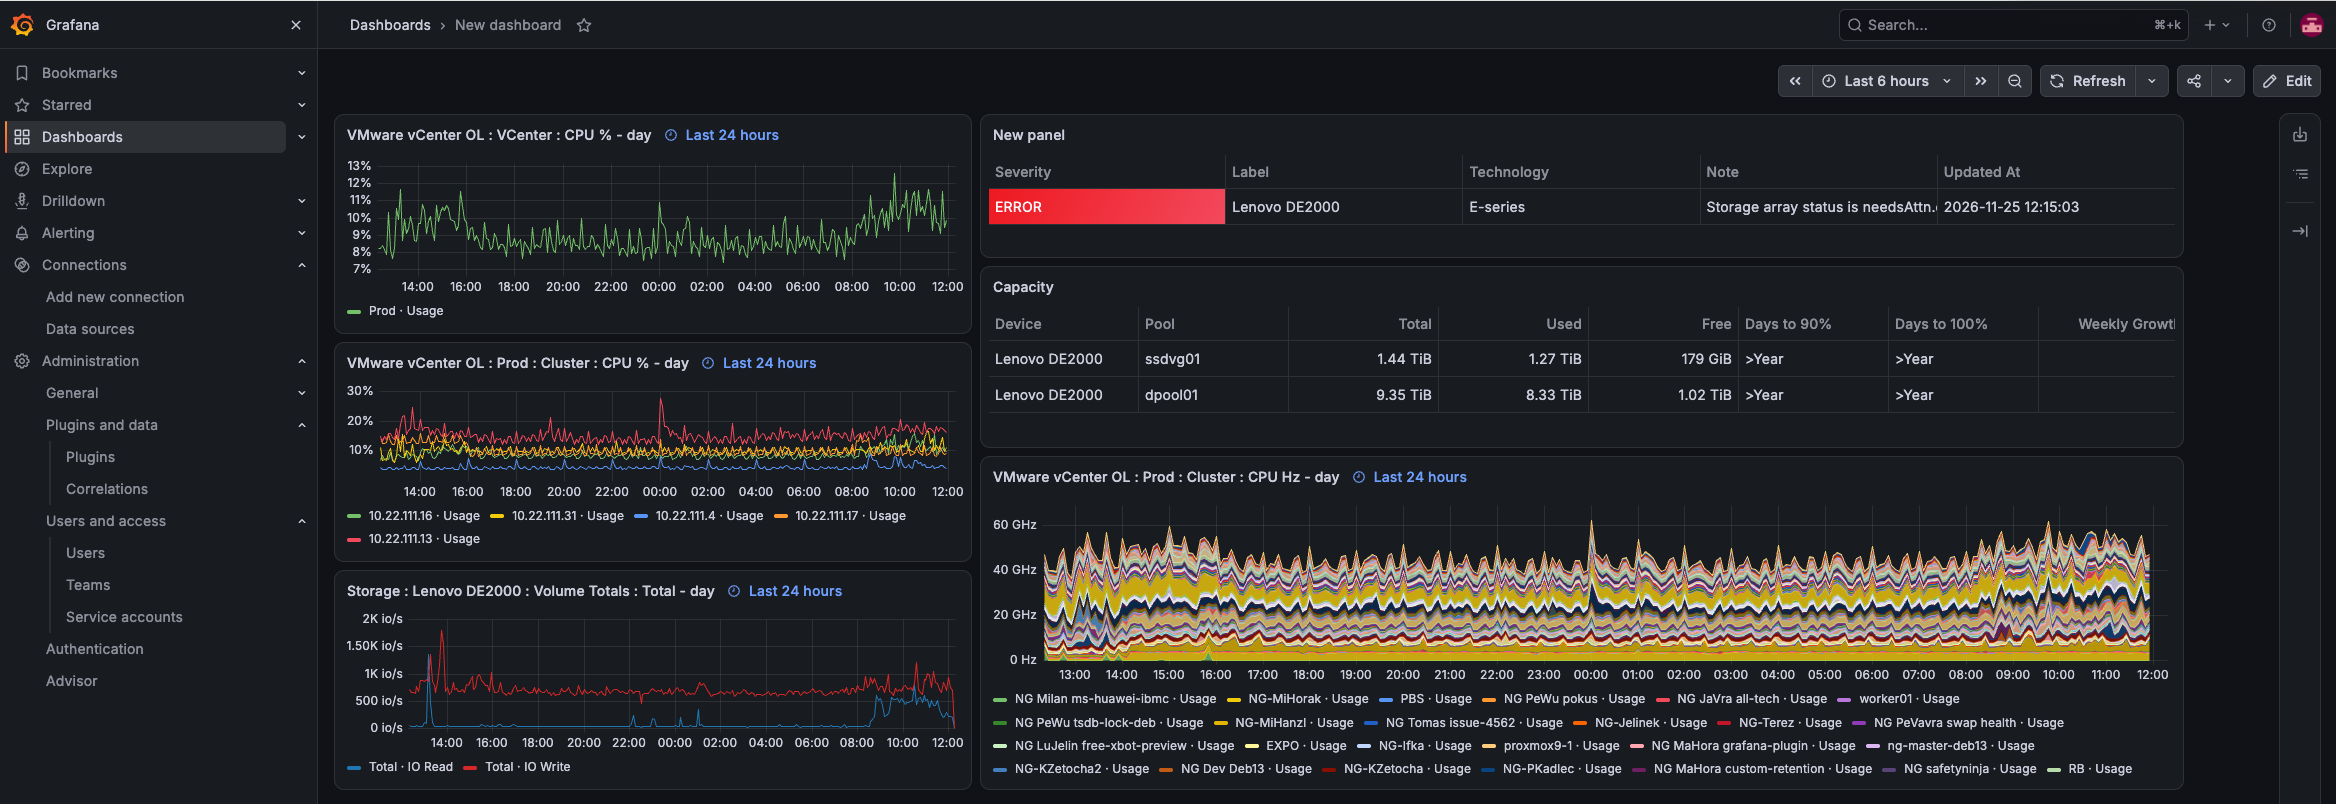 Grafana
Dashboards › New dashboard
Search...
⌘+k
Bookmarks
Starred
Dashboards
Explore
Drilldown
Alerting
Connections
Add new connection
Data sources
Administration
General
Plugins and data
Plugins
Correlations
Users and access
Users
Teams
Service accounts
Authentication
Advisor
Last 6 hours
Refresh
Edit
VMware vCenter OL : VCenter : CPU % - day Last 24 hours
13%
12%
11%
10%
9%
8%
7%
14:00 16:00 18:00 20:00 22:00 00:00 02:00 04:00 06:00 08:00 10:00 12:00
Prod · Usage
VMware vCenter OL : Prod : Cluster : CPU % - day Last 24 hours
30%
20%
10%
14:00 16:00 18:00 20:00 22:00 00:00 02:00 04:00 06:00 08:00 10:00 12:00
10.22.111.16 · Usage 10.22.111.31 · Usage 10.22.111.4 · Usage 10.22.111.17 · Usage
10.22.111.13 · Usage
Storage : Lenovo DE2000 : Volume Totals : Total - day Last 24 hours
2K io/s
1.50K io/s
1K io/s
500 io/s
0 io/s
14:00 16:00 18:00 20:00 22:00 00:00 02:00 04:00 06:00 08:00 10:00 12:00
Total · IO Read Total · IO Write
New panel
Severity Label Technology Note Updated At
ERROR Lenovo DE2000 E-series Storage array status is needsAttn. 2026-11-25 12:15:03
Capacity
Device Pool Total Used Free Days to 90% Days to 100% Weekly Growt
Lenovo DE2000 ssdvg01 1.44 TiB 1.27 TiB 179 GiB >Year >Year
Lenovo DE2000 dpool01 9.35 TiB 8.33 TiB 1.02 TiB >Year >Year
VMware vCenter OL : Prod : Cluster : CPU Hz - day Last 24 hours
60 GHz
40 GHz
20 GHz
0 Hz
13:00 14:00 15:00 16:00 17:00 18:00 19:00 20:00 21:00 22:00 23:00 00:00 01:00 02:00 03:00 04:00 05:00 06:00 07:00 08:00 09:00 10:00 11:00 12:00
NG Milan ms-huawei-ibmc · Usage NG-MiHorak · Usage PBS · Usage NG PeWu pokus · Usage NG JaVra all-tech · Usage worker01 · Usage
NG PeWu tsdb-lock-deb · Usage NG-MiHanzl · Usage NG Tomas issue-4562 · Usage NG-Jelinek · Usage NG-Terez · Usage NG PeVavra swap health · Usage
NG LuJelin free-xbot-preview · Usage EXPO · Usage NG-Ifka · Usage proxmox9-1 · Usage NG MaHora grafana-plugin · Usage ng-master-deb13 · Usage
NG-KZetocha2 · Usage NG Dev Deb13 · Usage NG-KZetocha · Usage NG-PKadlec · Usage NG MaHora custom-retention · Usage NG safetyninja · Usage RB · Usage